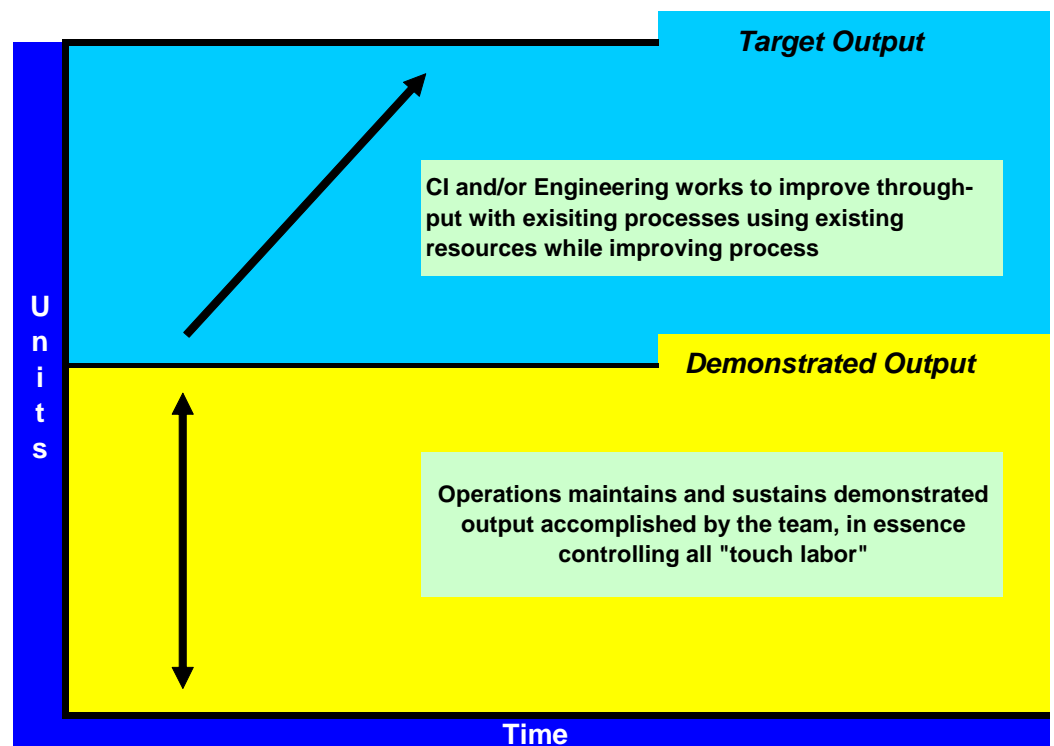 Target Output
CI and/or Engineering works to improve through-
put with exisiting processes using existing
resources while improving process
Units
Demonstrated Output
Operations maintains and sustains demonstrated
output accomplished by the team, in essence
controlling all "touch labor"
Time